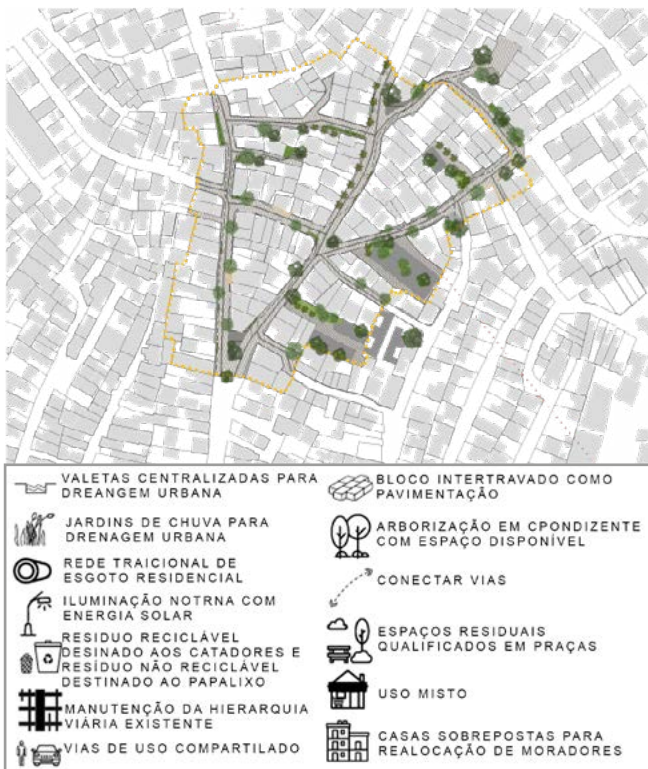 VALETAS CENTRALIZADAS PARA
DREANGEM URBANA
JARDINS DE CHUVA PARA
DRENAGEM URBANA
REDE TRAICIONAL DE
ESGOTO RESIDENCIAL
ILUMINAÇÃO NOTRNA COM
ENERGIA SOLAR
RESIDUO RECICLÁVEL
DESINADO AOS CATADORES E
RESÍDUO NÃO RECICLÁVEL
DESTINADO AO PAPALIXO
MANUTENÇÃO DA HIERARQUIA
VIÁRIA EXISTENTE
VIAS DE USO COMPARTILADO
BLOCO INTERTRAVADO COMO
PAVIMENTAÇÃO
ARBORIZAÇÃO EM CPONDIZENTE
COM ESPAÇO DISPONÍVEL
CONECTAR VIAS
ESPAÇOS RESIDUAIS
QUALIFICADOS EM PRAÇAS
USO MISTO
CASAS SOBREPOSTAS PARA
REALOCAÇÃO DE MORADORES